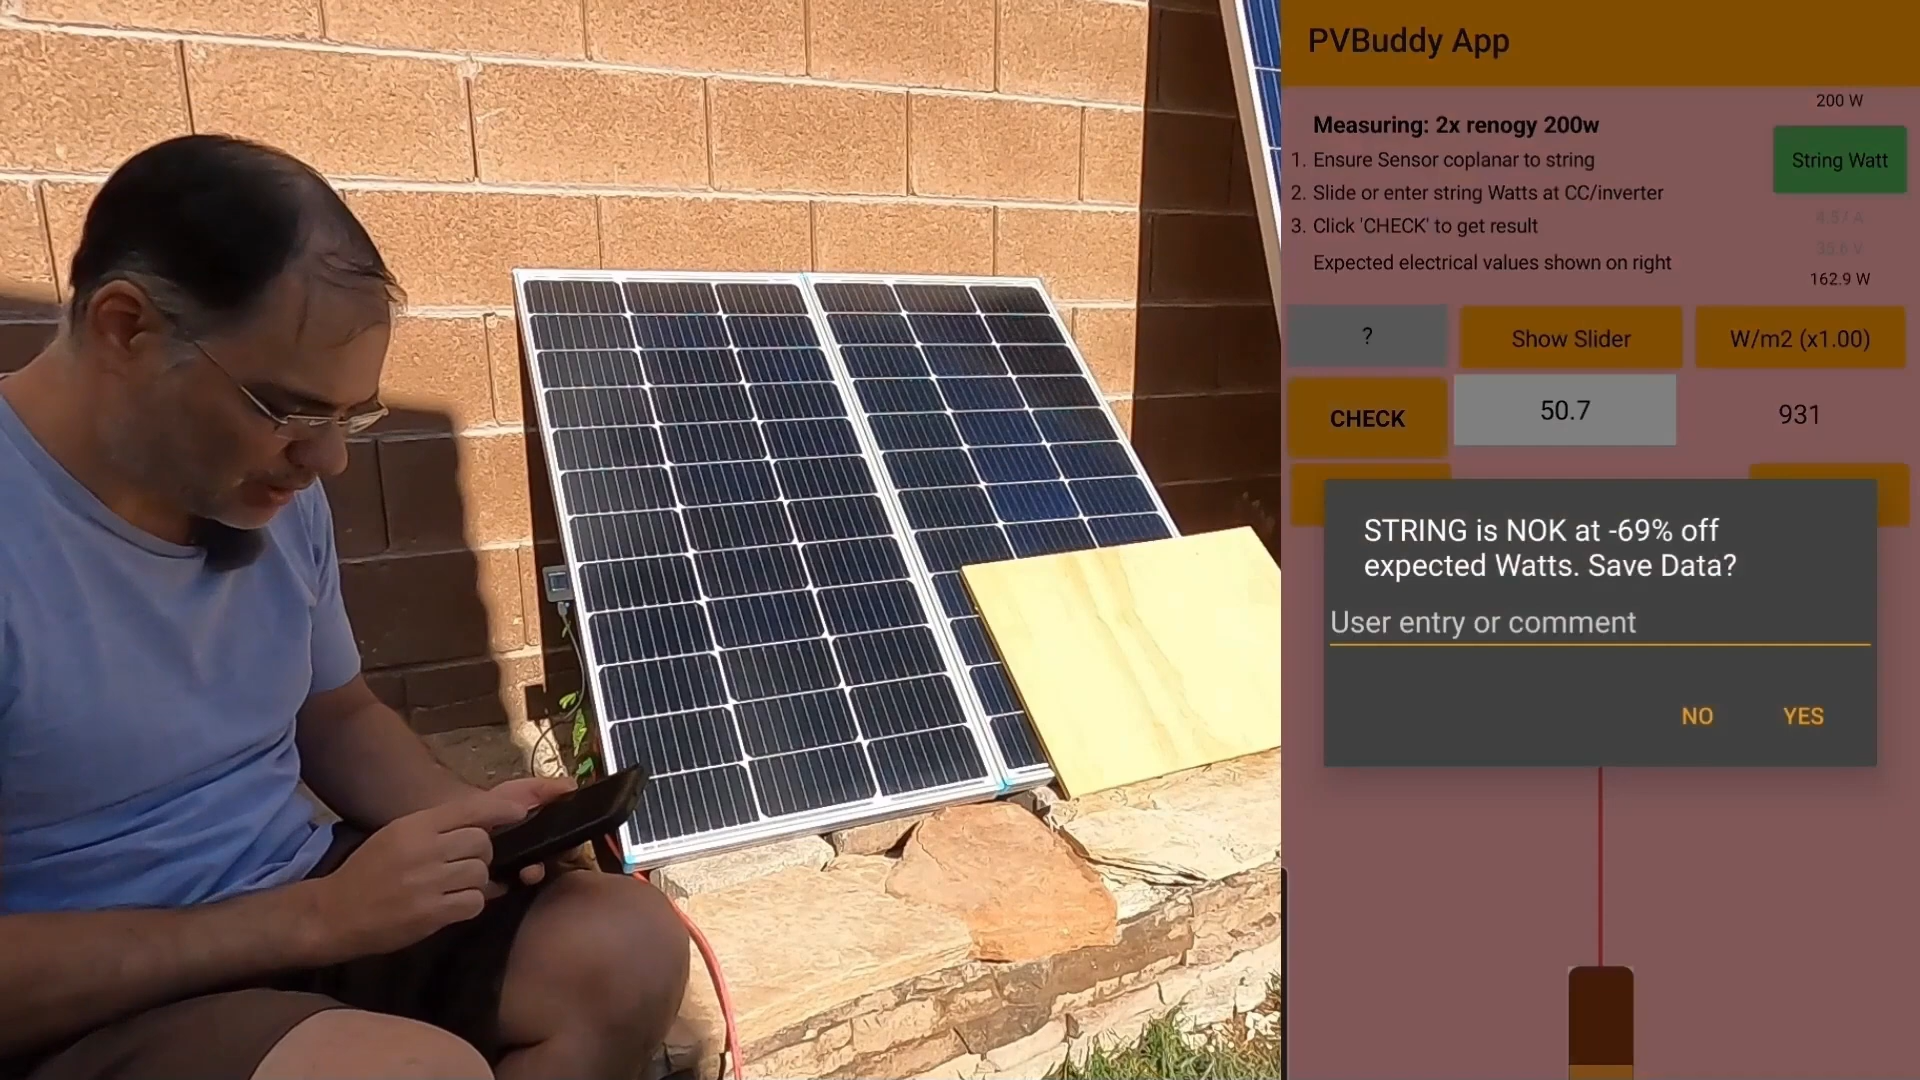 PVBuddy App
200 W
Measuring: 2x renogy 200w
1. Ensure Sensor coplanar to string
String Watt
2. Slide or enter string Watts at CC/inverter
3. Click 'CHECK' to get result
Expected electrical values shown on right
162.9 W
?
Show Slider
W/m2 (x1.00)
CHECK
50.7
931
STRING is NOK at -69% off
expected Watts. Save Data?
User entry or comment
NO
YES